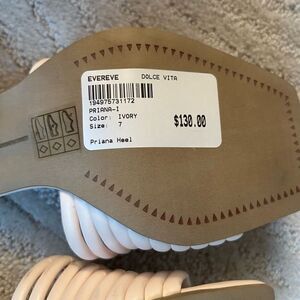 EVEREVE DOLCE VITA
194975731172
PRIANA-I
Color: IVORY
Size: 7
$130.00
Priana Heel